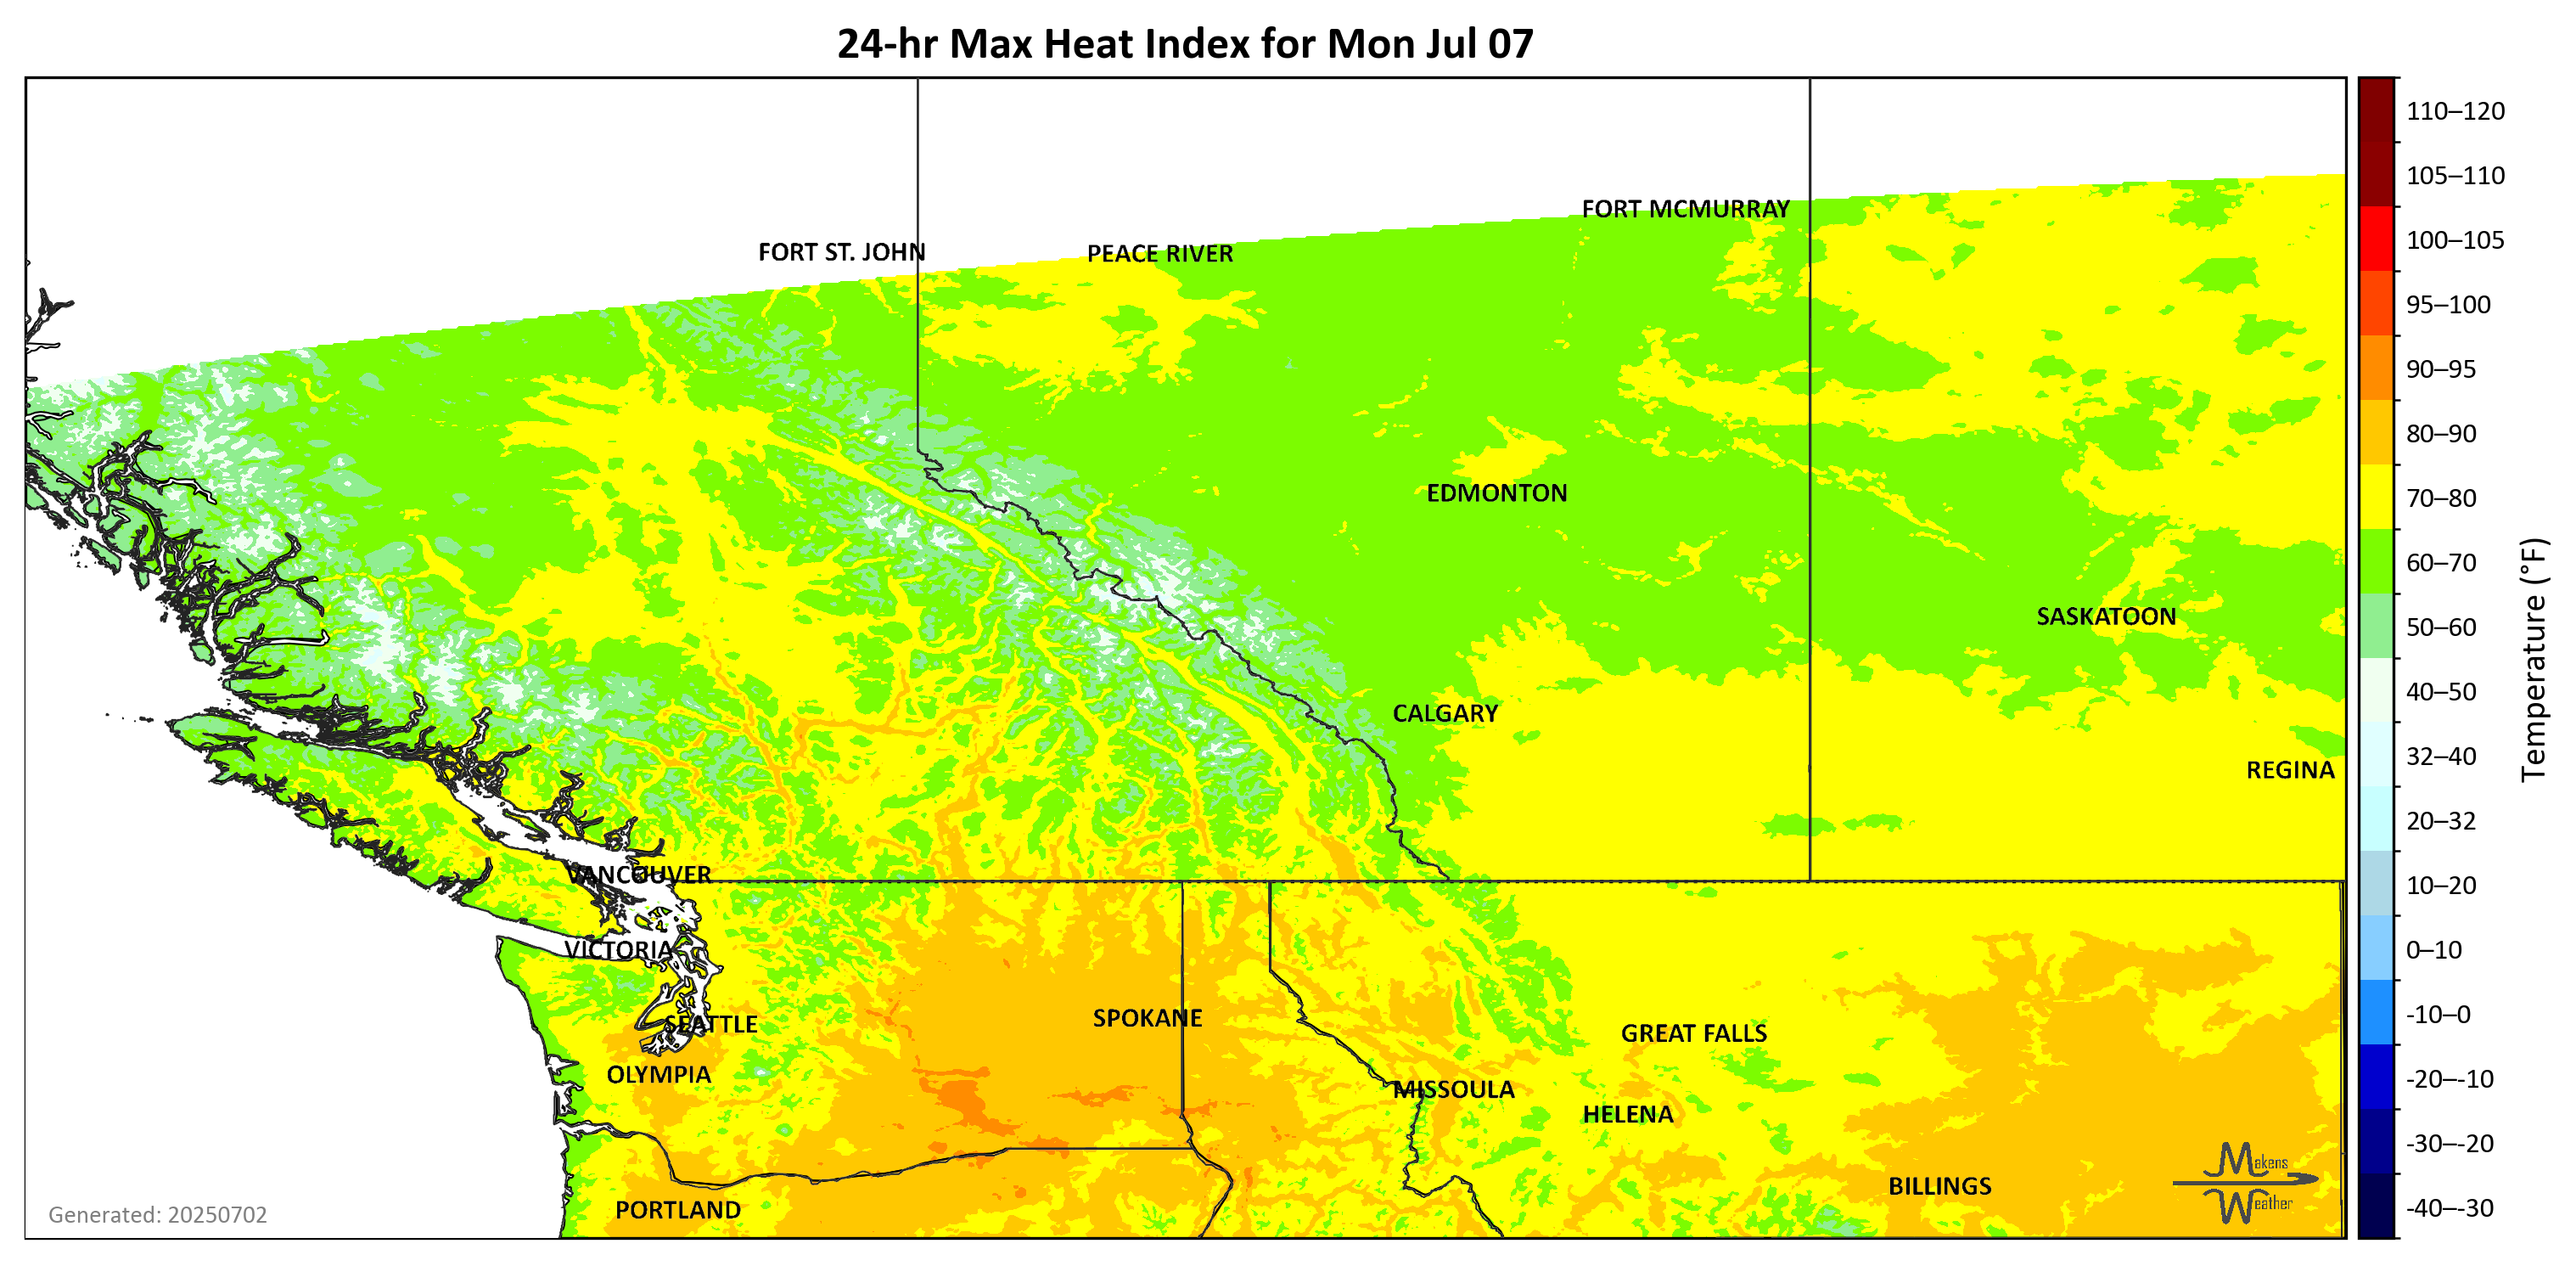 24-hr Max Heat Index for Mon Jul 07
110–120
105–110
FORT MCMURRAY
100–105
FORT ST. JOHN
PEACE RIVER
95–100
90–95
80–90
EDMONTON
70–80
60–70
SASKATOON
50–60
Temperature (°F)
40–50
CALGARY
32–40
REGINA
20–32
VANCOUVER
10–20
VICTORIA
0–10
SEATTLE
SPOKANE
GREAT FALLS
-10–0
OLYMPIA
MISSOULA
-20–-10
HELENA
-30–-20
Makens
Weather
BILLINGS
PORTLAND
-40–-30
Generated: 20250702